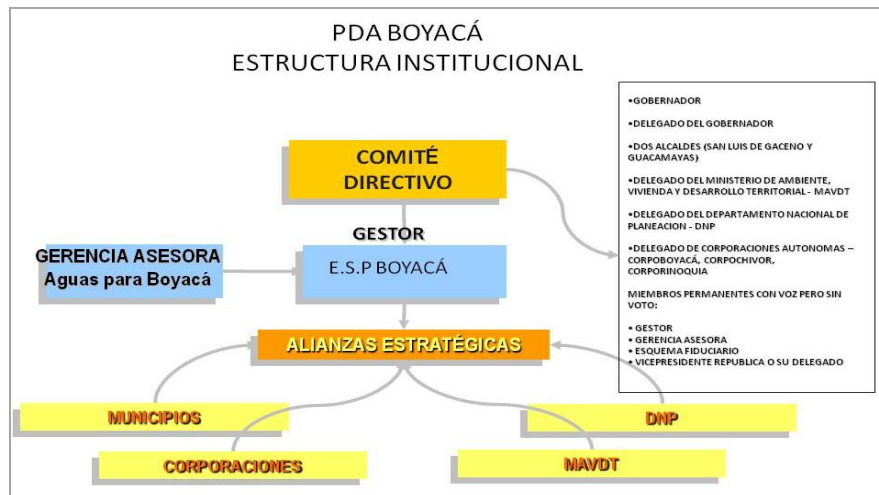 PDA BOYACÁ
ESTRUCTURA INSTITUCIONAL
COMITÉ
DIRECTIVO
GESTOR
GERENCIA ASESORA
Aguas para Boyacá
E.S.P BOYACÁ
ALIANZAS ESTRATÉGICAS
MUNICIPIOS
CORPORACIONES
DNP
MAVDT
•GOBERNADOR
•DELEGADO DEL GOBERNADOR
•DOS ALCALDES (SAN LUIS DE GACENO Y
GUACAMAYAS)
•DELEGADO DEL MINISTERIO DE AMBIENTE,
VIVIENDA Y DESARROLLO TERRITORIAL - MAVDT
•DELEGADO DEL DEPARTAMENTO NACIONAL DE
PLANEACION - DNP
•DELEGADO DE CORPORACIONES AUTONOMAS –
CORPOBOYACÁ, CORPOCHIVOR,
CORPORINOQUIA
MIEMBROS PERMANENTES CON VOZ PERO SIN
VOTO:
• GESTOR
• GERENCIA ASESORA
• ESQUEMA FIDUCIARIO
• VICEPRESIDENTE REPUBLICA O SU DELEGADO